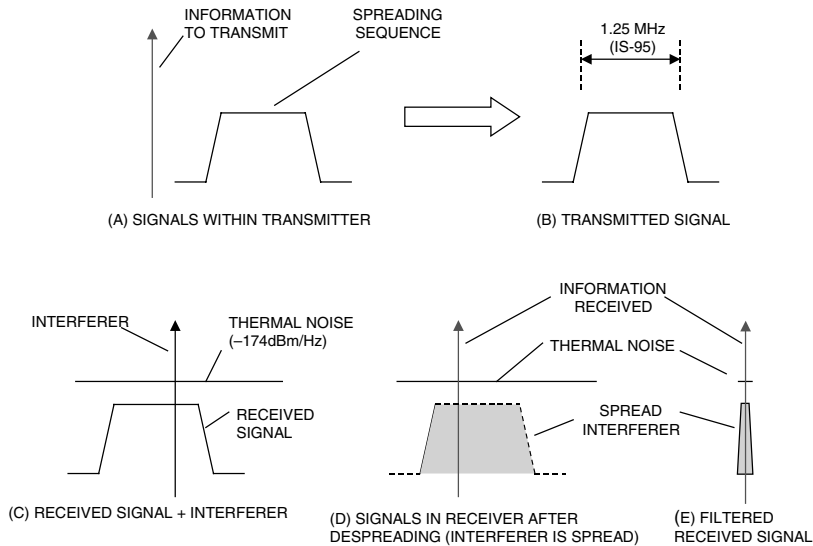 INFORMATION
TO TRANSMIT
SPREADING
SEQUENCE
1.25 MHz
(IS-95)
(A) SIGNALS WITHIN TRANSMITTER
(B) TRANSMITTED SIGNAL
INTERFERER
THERMAL NOISE
(–174dBm/Hz)
RECEIVED
SIGNAL
(C) RECEIVED SIGNAL + INTERFERER
INFORMATION
RECEIVED
THERMAL NOISE
SPREAD
INTERFERER
(D) SIGNALS IN RECEIVER AFTER
DESPREADING (INTERFERER IS SPREAD)
(E) FILTERED
RECEIVED SIGNAL